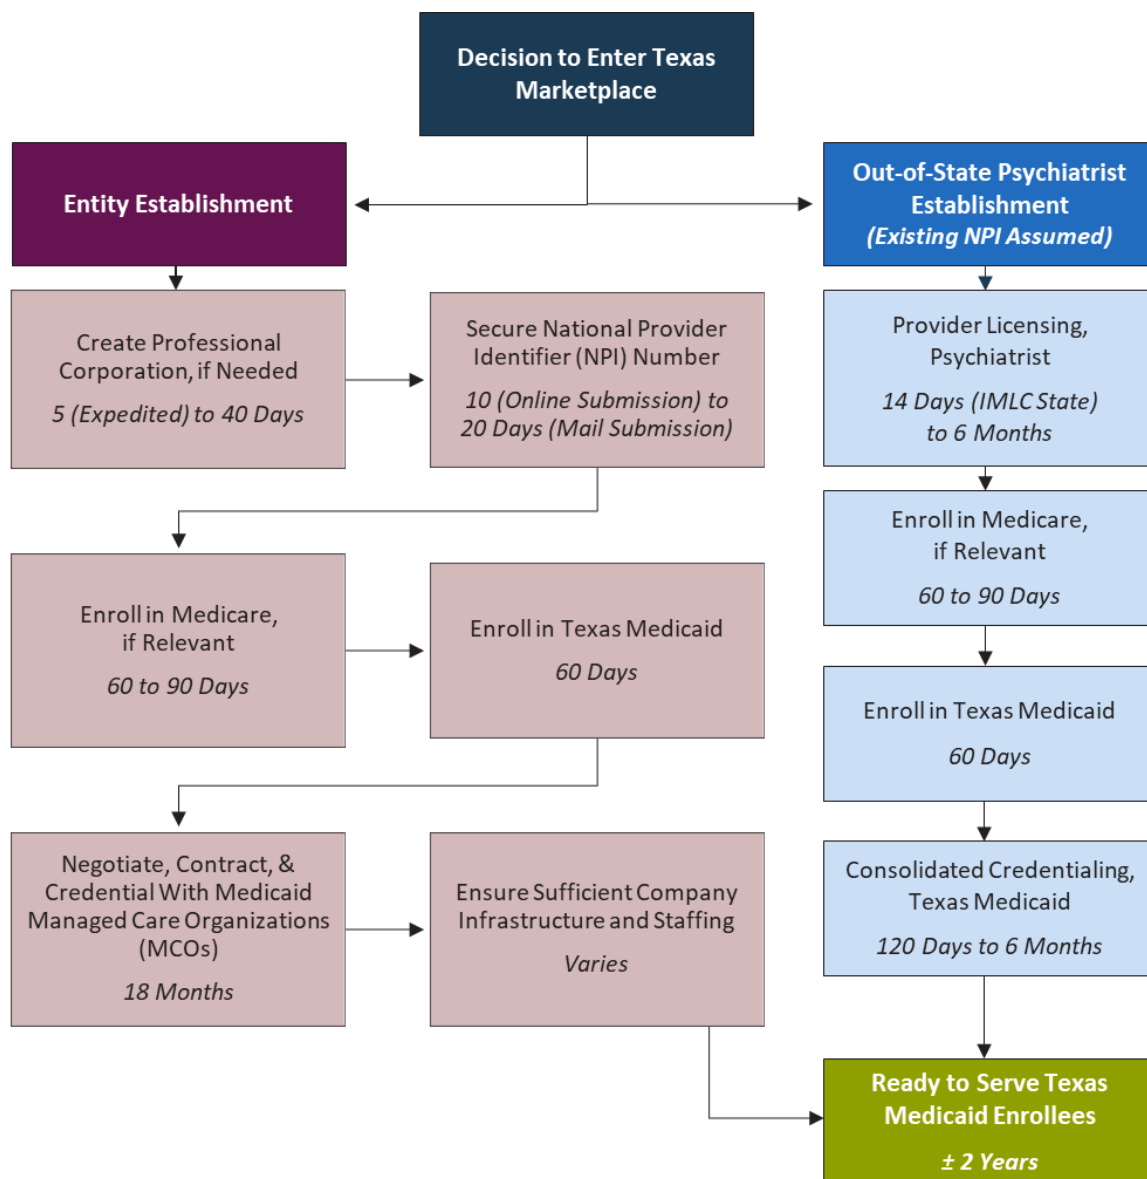 Decision to Enter Texas
Marketplace
Entity Establishment
Out-of-State Psychiatrist
Establishment
(Existing NPI Assumed)
Create Professional
Corporation, if Needed
5 (Expedited) to 40 Days
Secure National Provider
Identifier (NPI) Number
10 (Online Submission) to
20 Days (Mail Submission)
Provider Licensing,
Psychiatrist
14 Days (IMLC State)
to 6 Months
Enroll in Medicare,
if Relevant
60 to 90 Days
Enroll in Texas Medicaid
60 Days
Enroll in Medicare,
if Relevant
60 to 90 Days
Enroll in Texas Medicaid
60 Days
Negotiate, Contract, &
Credential With Medicaid
Managed Care Organizations
(MCOs)
18 Months
Ensure Sufficient Company
Infrastructure and Staffing
Varies
Consolidated Credentialing,
Texas Medicaid
120 Days to 6 Months
Ready to Serve Texas
Medicaid Enrollees
± 2 Years